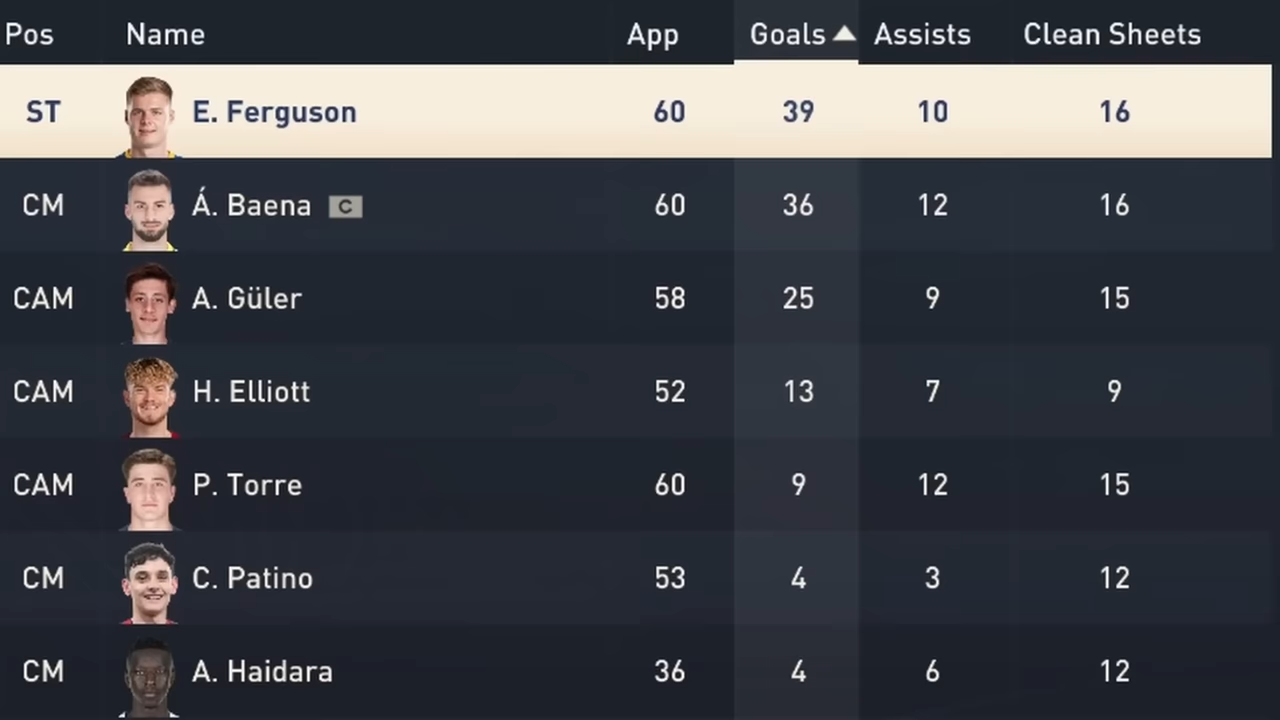 Pos Name App Goals Assists Clean Sheets
ST E. Ferguson 60 39 10 16
CM Á. Baena C 60 36 12 16
CAM A. Güler 58 25 9 15
CAM H. Elliott 52 13 7 9
CAM P. Torre 60 9 12 15
CM C. Patino 53 4 3 12
CM A. Haidara 36 4 6 12